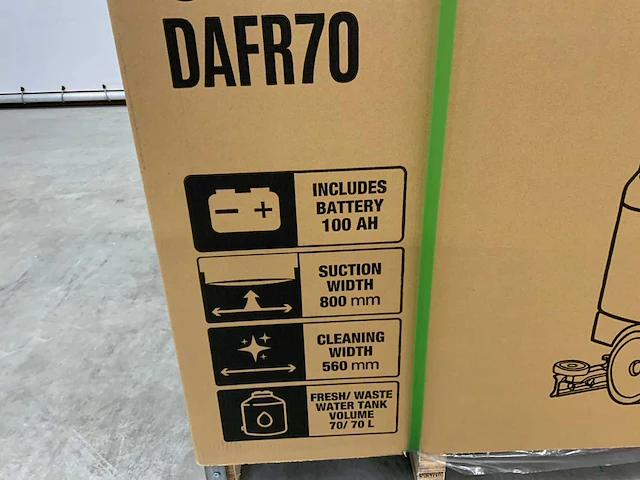 DAFR70
INCLUDES
BATTERY
100 AH
SUCTION
WIDTH
800 mm
CLEANING
WIDTH
560 mm
FRESH/ WASTE
WATER TANK
VOLUME
70/ 70 L